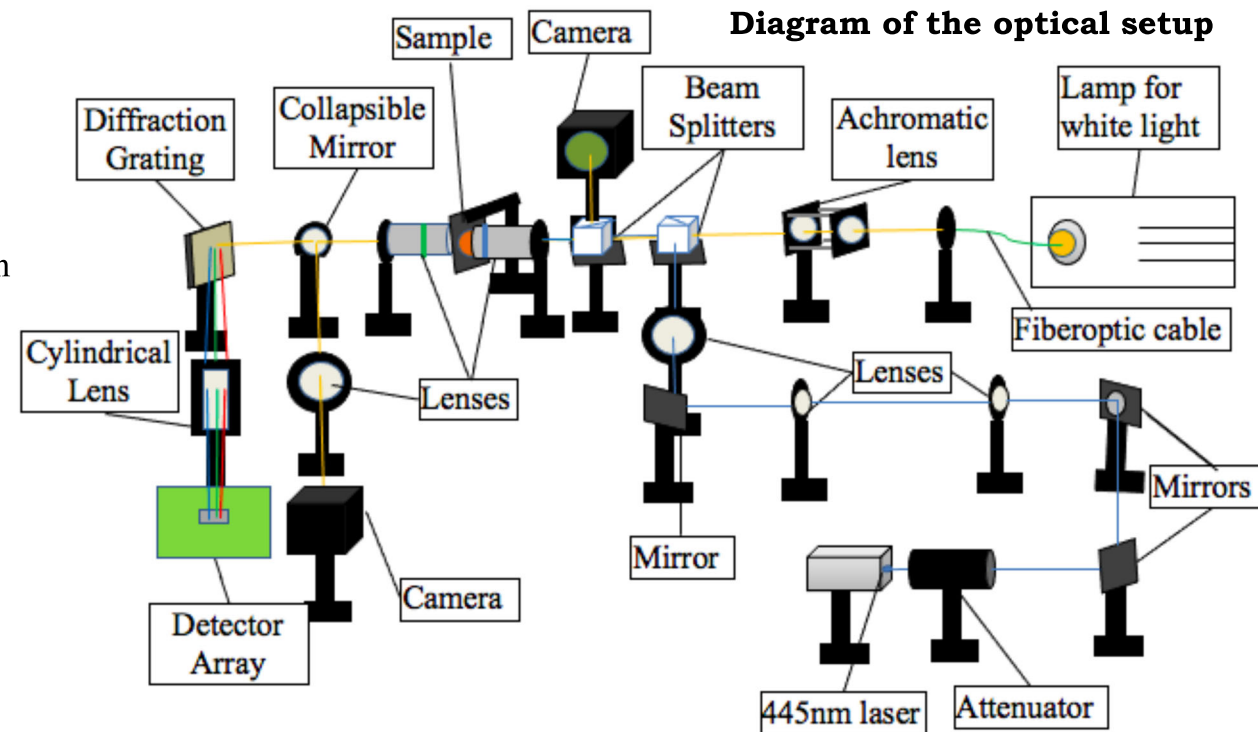 Diagram of the optical setup
Sample
Camera
Beam
Splitters
Lamp for
white light
Achromatic
lens
Collapsible
Mirror
Diffraction
Grating
n
Fiberoptic cable
Cylindrical
Lens
Lenses
Lenses
Mirrors
Mirror
Camera
Detector
Array
445nm laser
Attenuator